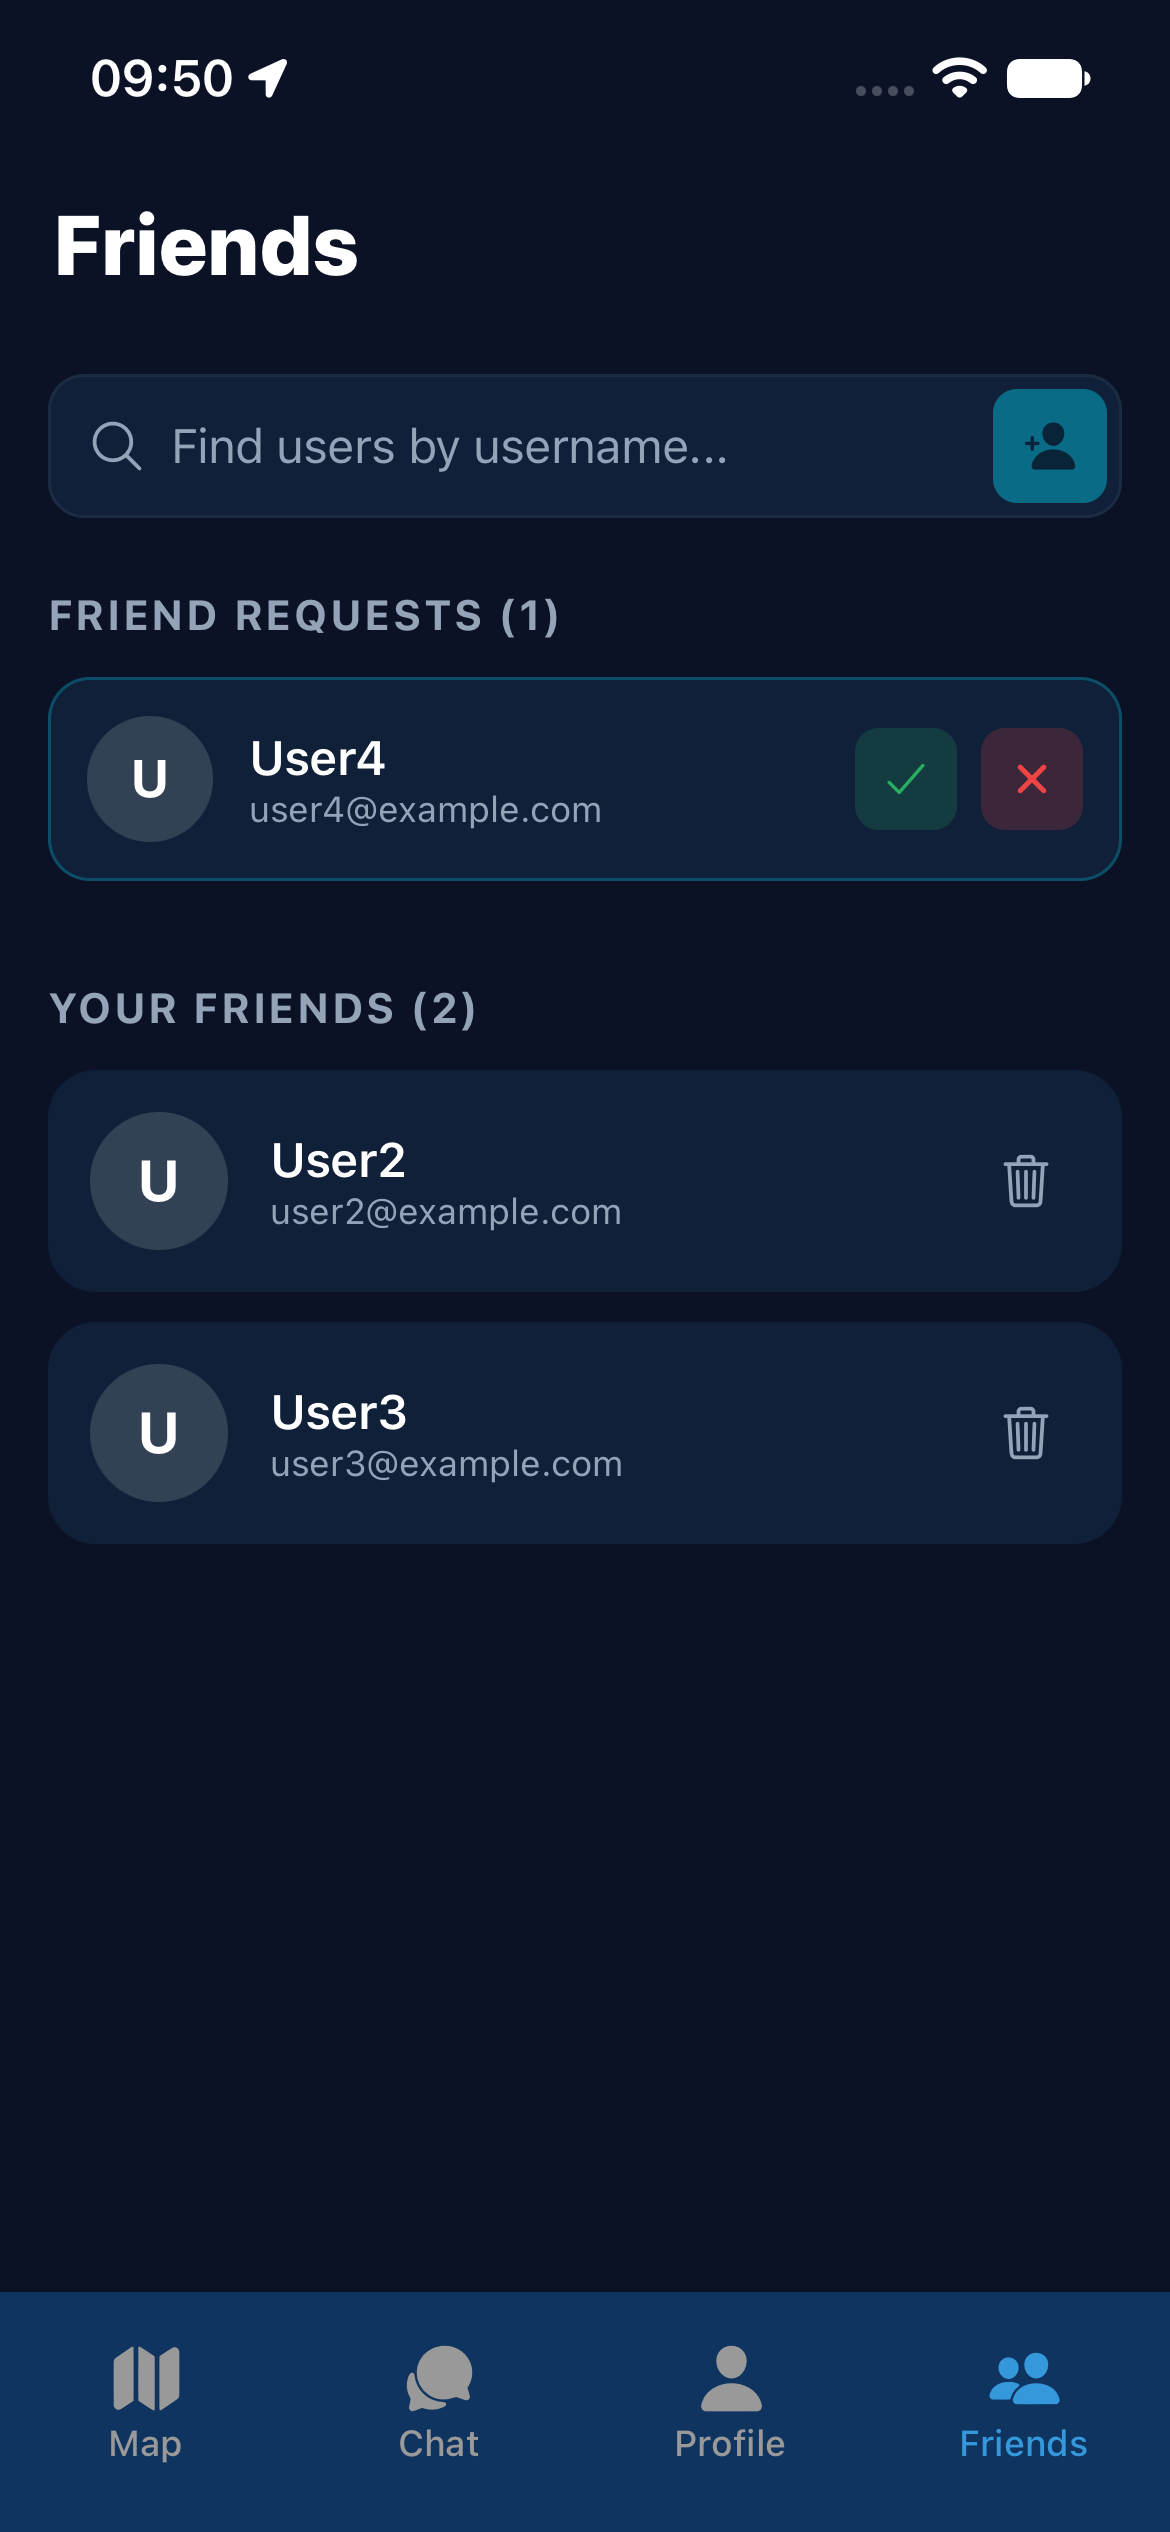 09:50
Friends
Find users by username...
FRIEND REQUESTS (1)
U
User4
user4@example.com
YOUR FRIENDS (2)
U
User2
user2@example.com
U
User3
user3@example.com
Map Chat Profile Friends